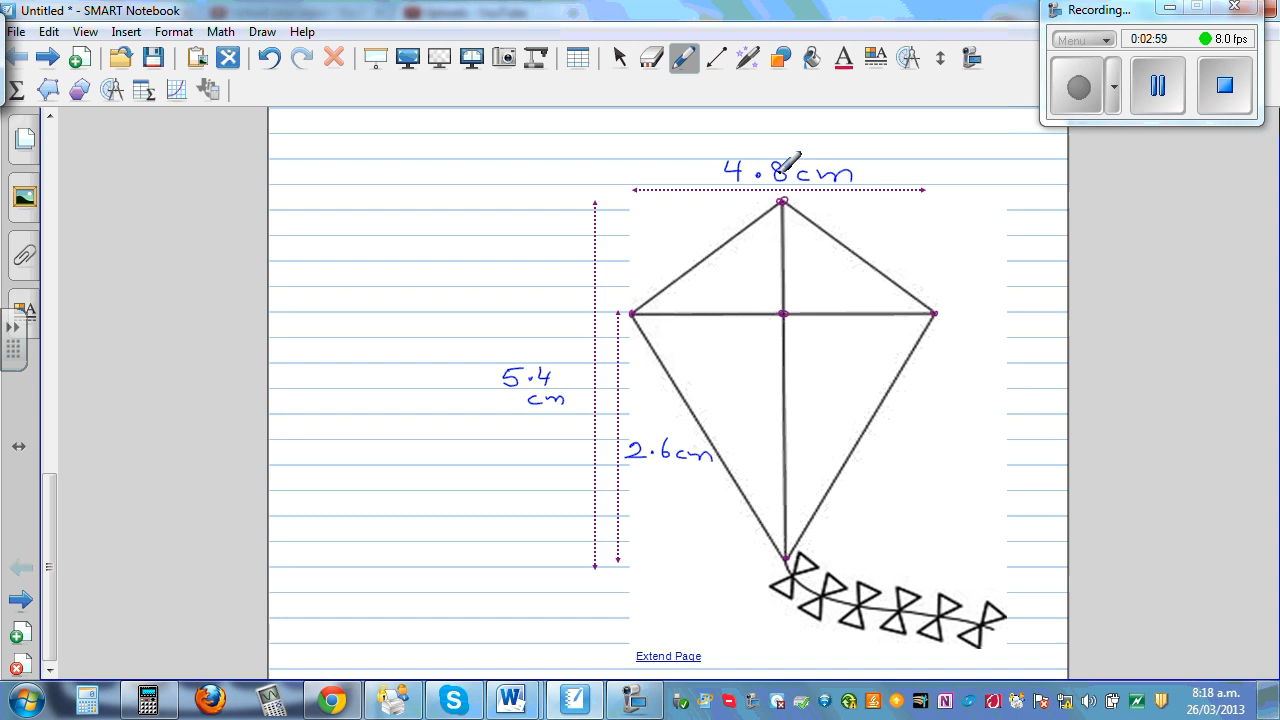 Untitled * - SMART Notebook
Recording...
File Edit View Insert Format Math Draw Help
Menu
0:02:59
8.0 fps
4.8cm
5.4
cm
2.6cm
Extend Page
8:18 a.m.
26/03/2013